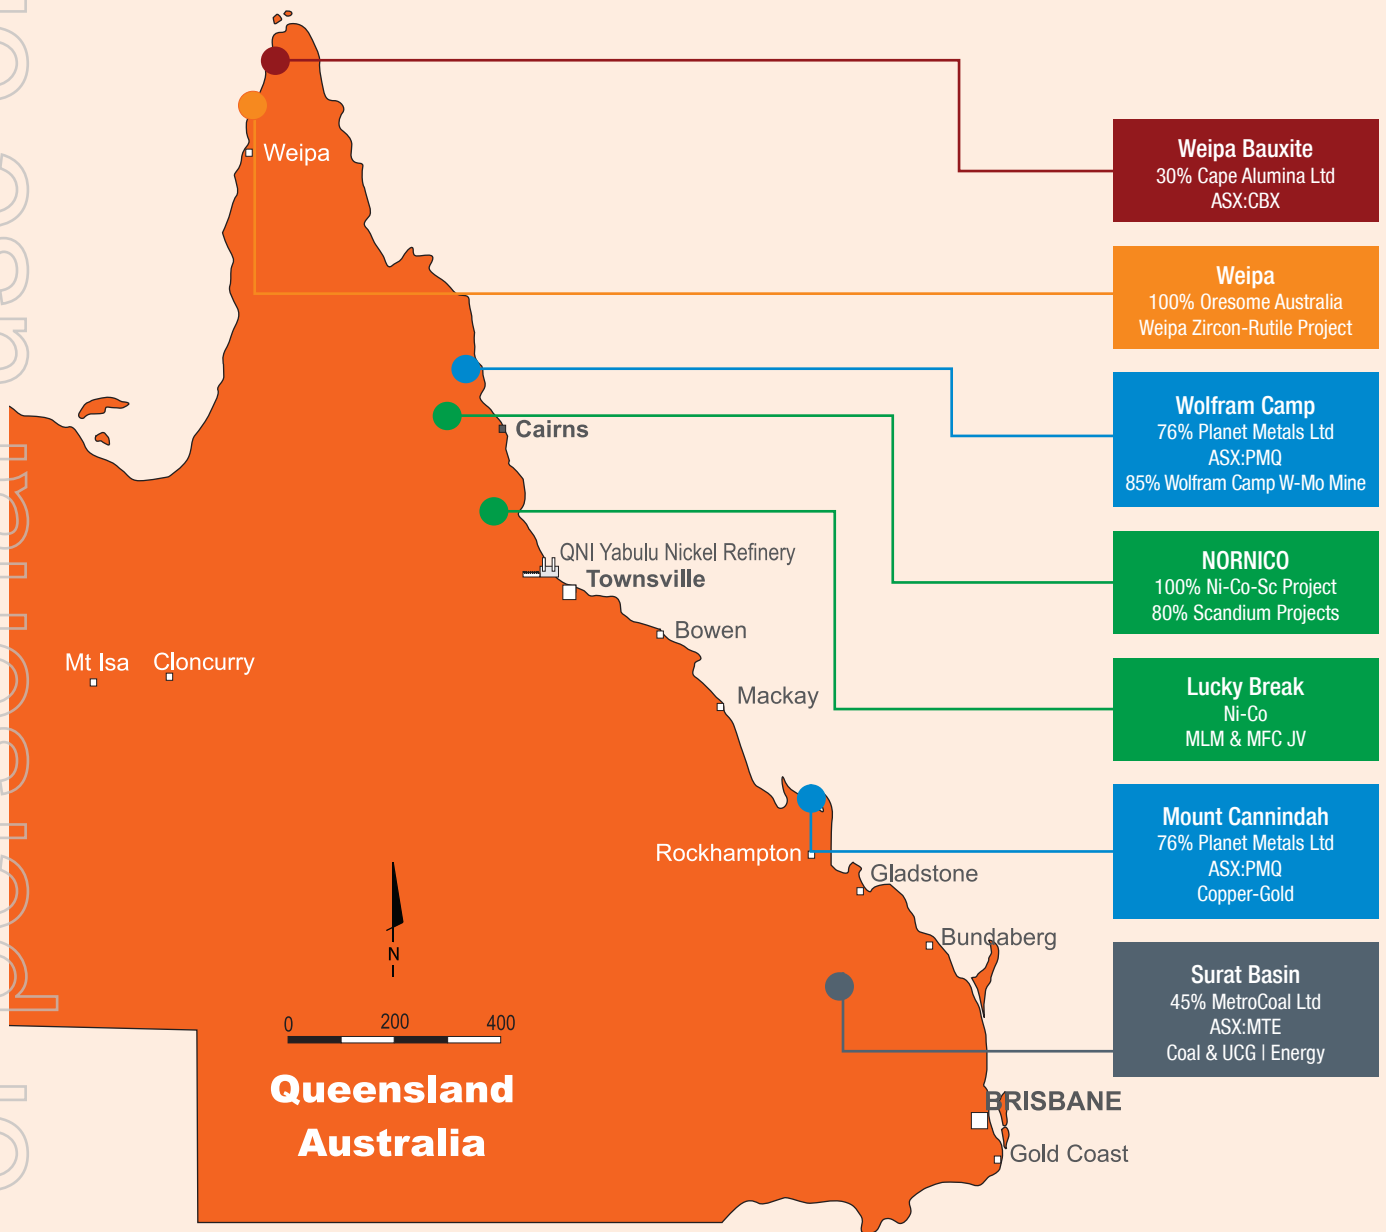 Weipa
Cairns
QNI Yabulu Nickel Refinery
Townsville
Bowen
Mt Isa
Cloncurry
Mackay
Rockhampton
Gladstone
Bundaberg
N
0 200 400
Queensland
Australia
BRISBANE
Gold Coast
Weipa Bauxite
30% Cape Alumina Ltd
ASX:CBX
Weipa
100% Oresome Australia
Weipa Zircon-Rutile Project
Wolfram Camp
76% Planet Metals Ltd
ASX:PMQ
85% Wolfram Camp W-Mo Mine
NORNICO
100% Ni-Co-Sc Project
80% Scandium Projects
Lucky Break
Ni-Co
MLM & MFC JV
Mount Cannindah
76% Planet Metals Ltd
ASX:PMQ
Copper-Gold
Surat Basin
45% MetroCoal Ltd
ASX:MTE
Coal & UCG | Energy
personal use